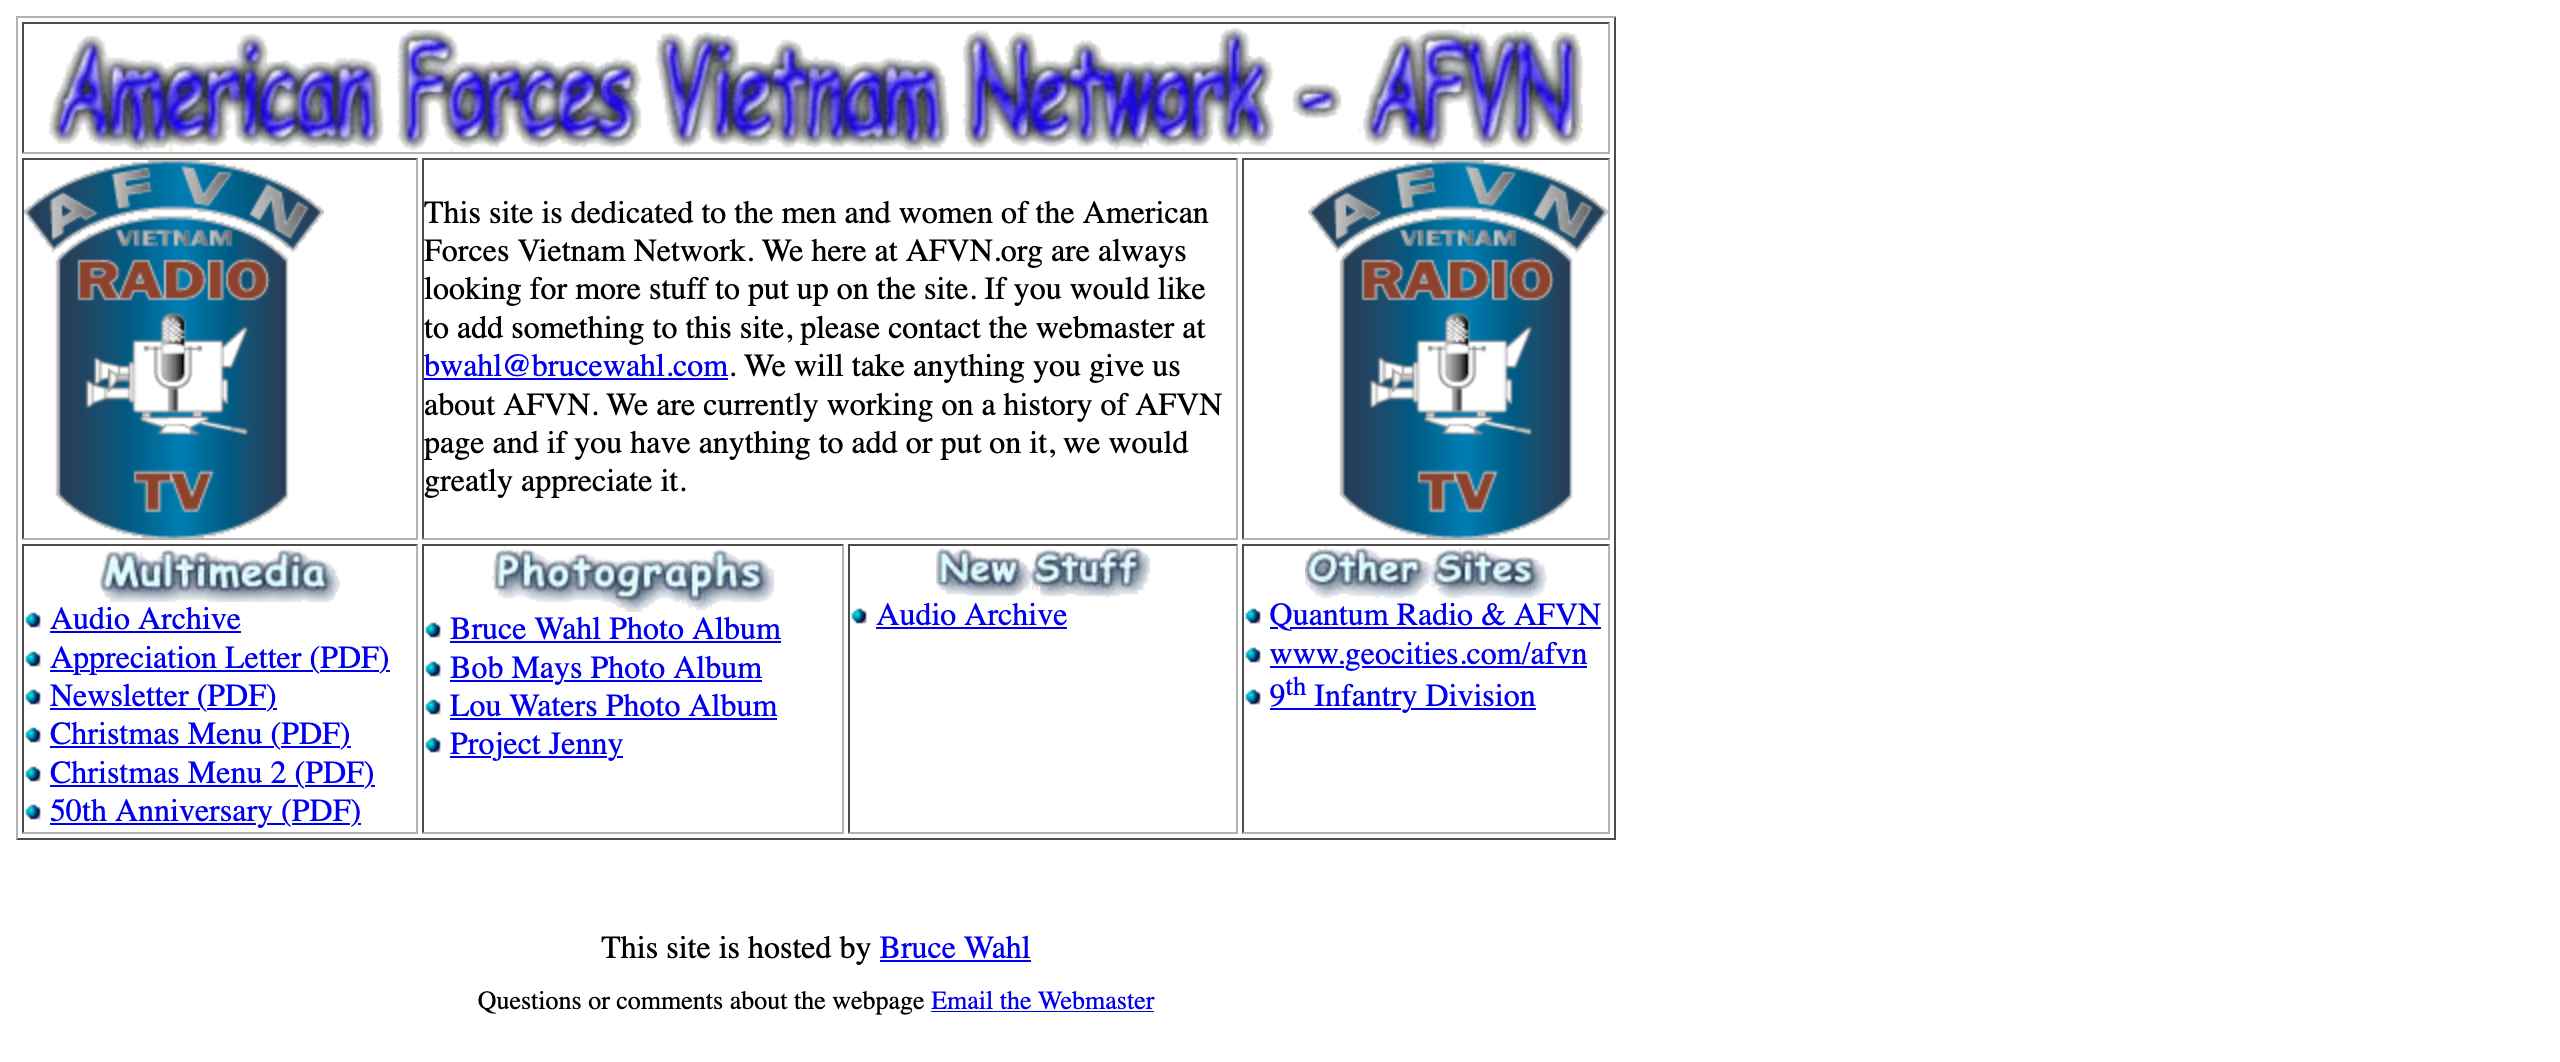 American Forces Vietnam Network - AFVN
AFVN
VIETNAM
RADIO
TV
This site is dedicated to the men and women of the American
Forces Vietnam Network. We here at AFVN.org are always
looking for more stuff to put up on the site. If you would like
to add something to this site, please contact the webmaster at
bwahl@brucewahl.com. We will take anything you give us
about AFVN. We are currently working on a history of AFVN
page and if you have anything to add or put on it, we would
greatly appreciate it.
AFVN
VIETNAM
RADIO
TV
Multimedia
Audio Archive
Appreciation Letter (PDF)
Newsletter (PDF)
Christmas Menu (PDF)
Christmas Menu 2 (PDF)
50th Anniversary (PDF)
Photographs
Bruce Wahl Photo Album
Bob Mays Photo Album
Lou Waters Photo Album
Project Jenny
New Stuff
Audio Archive
Other Sites
Quantum Radio & AFVN
www.geocities.com/afvn
9th Infantry Division
This site is hosted by Bruce Wahl
Questions or comments about the webpage Email the Webmaster